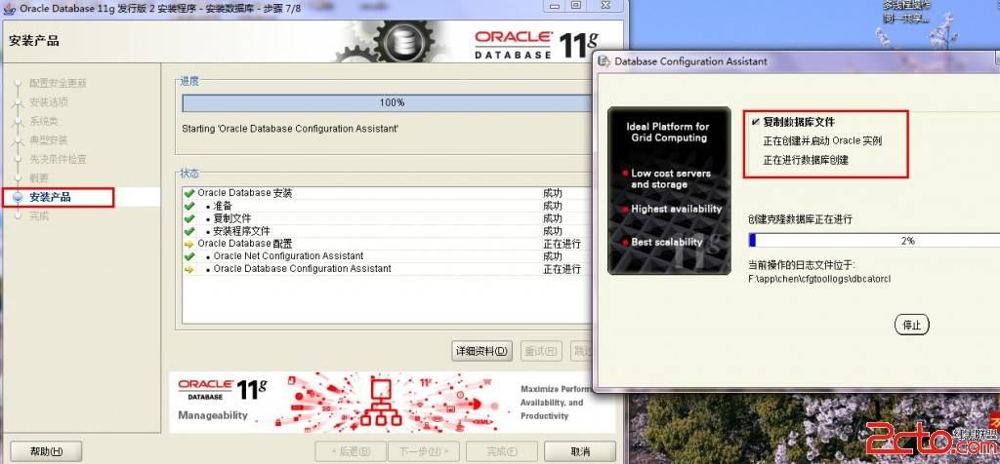 Oracle Database 11g 发行版 2 安装程序 - 安装数据库 - 步骤 7/8
安装产品
ORACLE
DATABASE 11g
配置安全更新
安装选项
系统类
典型安装
先决条件检查
概要
安装产品
完成
进度
100%
Starting 'Oracle Database Configuration Assistant'
状态
Oracle Database 安装 成功
• 准备 成功
• 复制文件 成功
• 安装程序文件 成功
Oracle Database 配置 正在进行
• Oracle Net Configuration Assistant 成功
• Oracle Database Configuration Assistant 正在进行
详细资料(D) 重试(R)
ORACLE
DATABASE 11g
Manageability
Maximize
Availability, and
Productivity
帮助(H) < 后退(B) 下一步(N) > 完成(F) 取消
多线程操作
同一共享...
Database Configuration Assistant
Ideal Platform for
Grid Computing
Low cost servers
and storage
Highest availability
Best scalability
11g
复制数据库文件
正在创建并启动 Oracle 实例
正在进行数据库创建
创建克隆数据库正在进行
2%
当前操作的日志文件位于:
F:\app\chen\cfgtoollogs\dbca\orcl
停止
2cto.com
红黑联盟